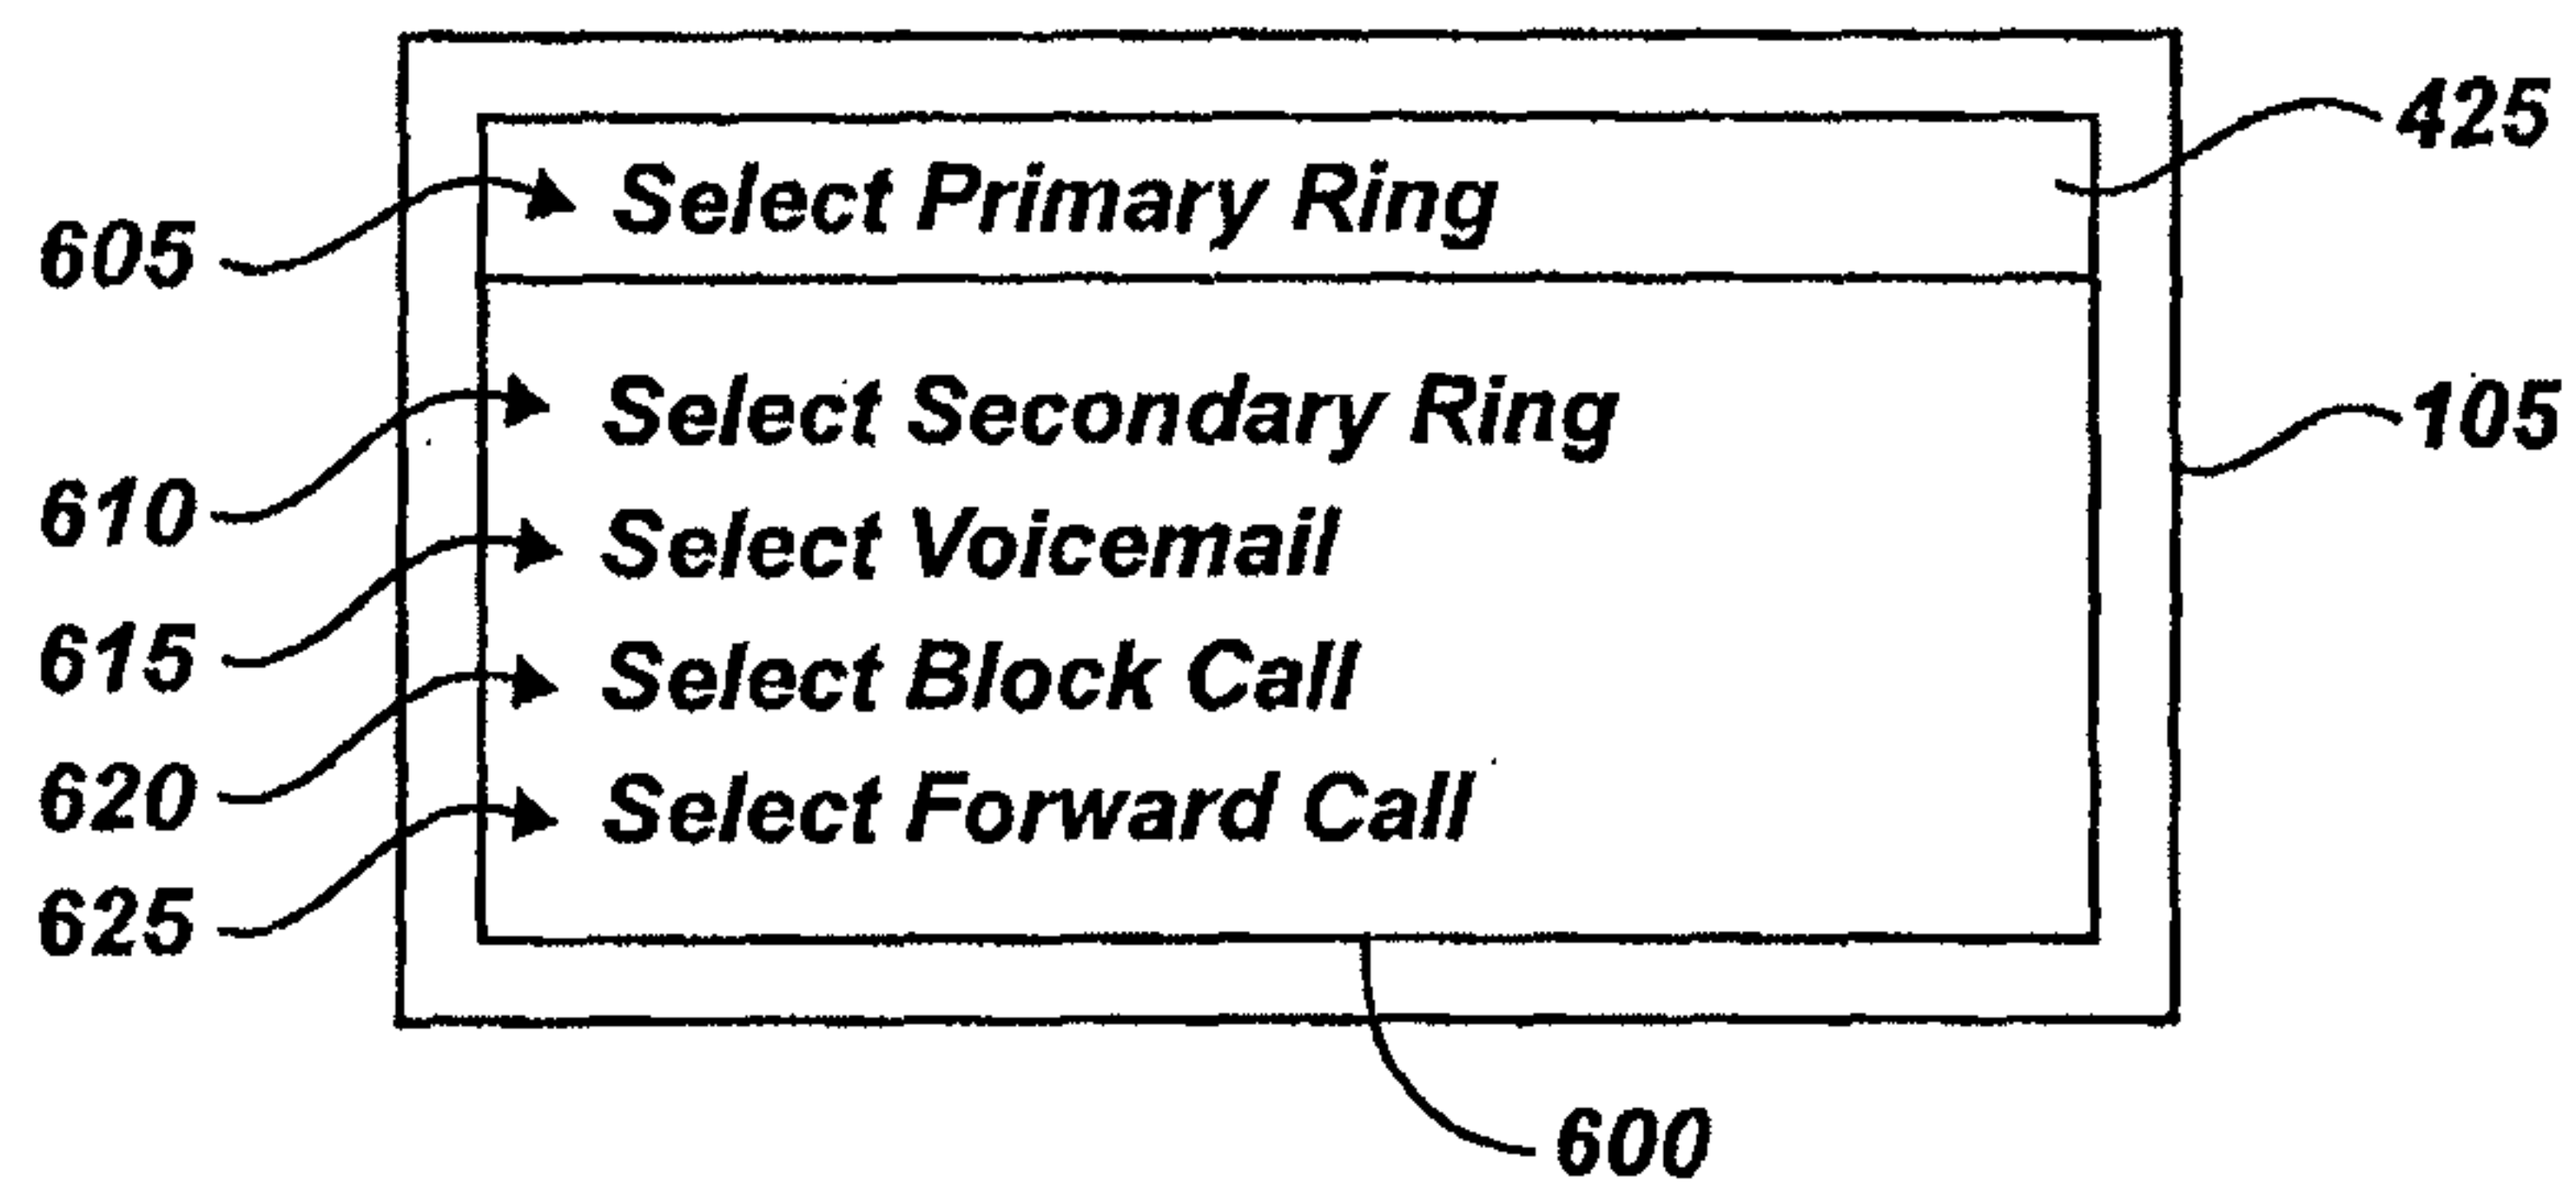 425
605 Select Primary Ring
105
610 Select Secondary Ring
615 Select Voicemail
620 Select Block Call
625 Select Forward Call
600